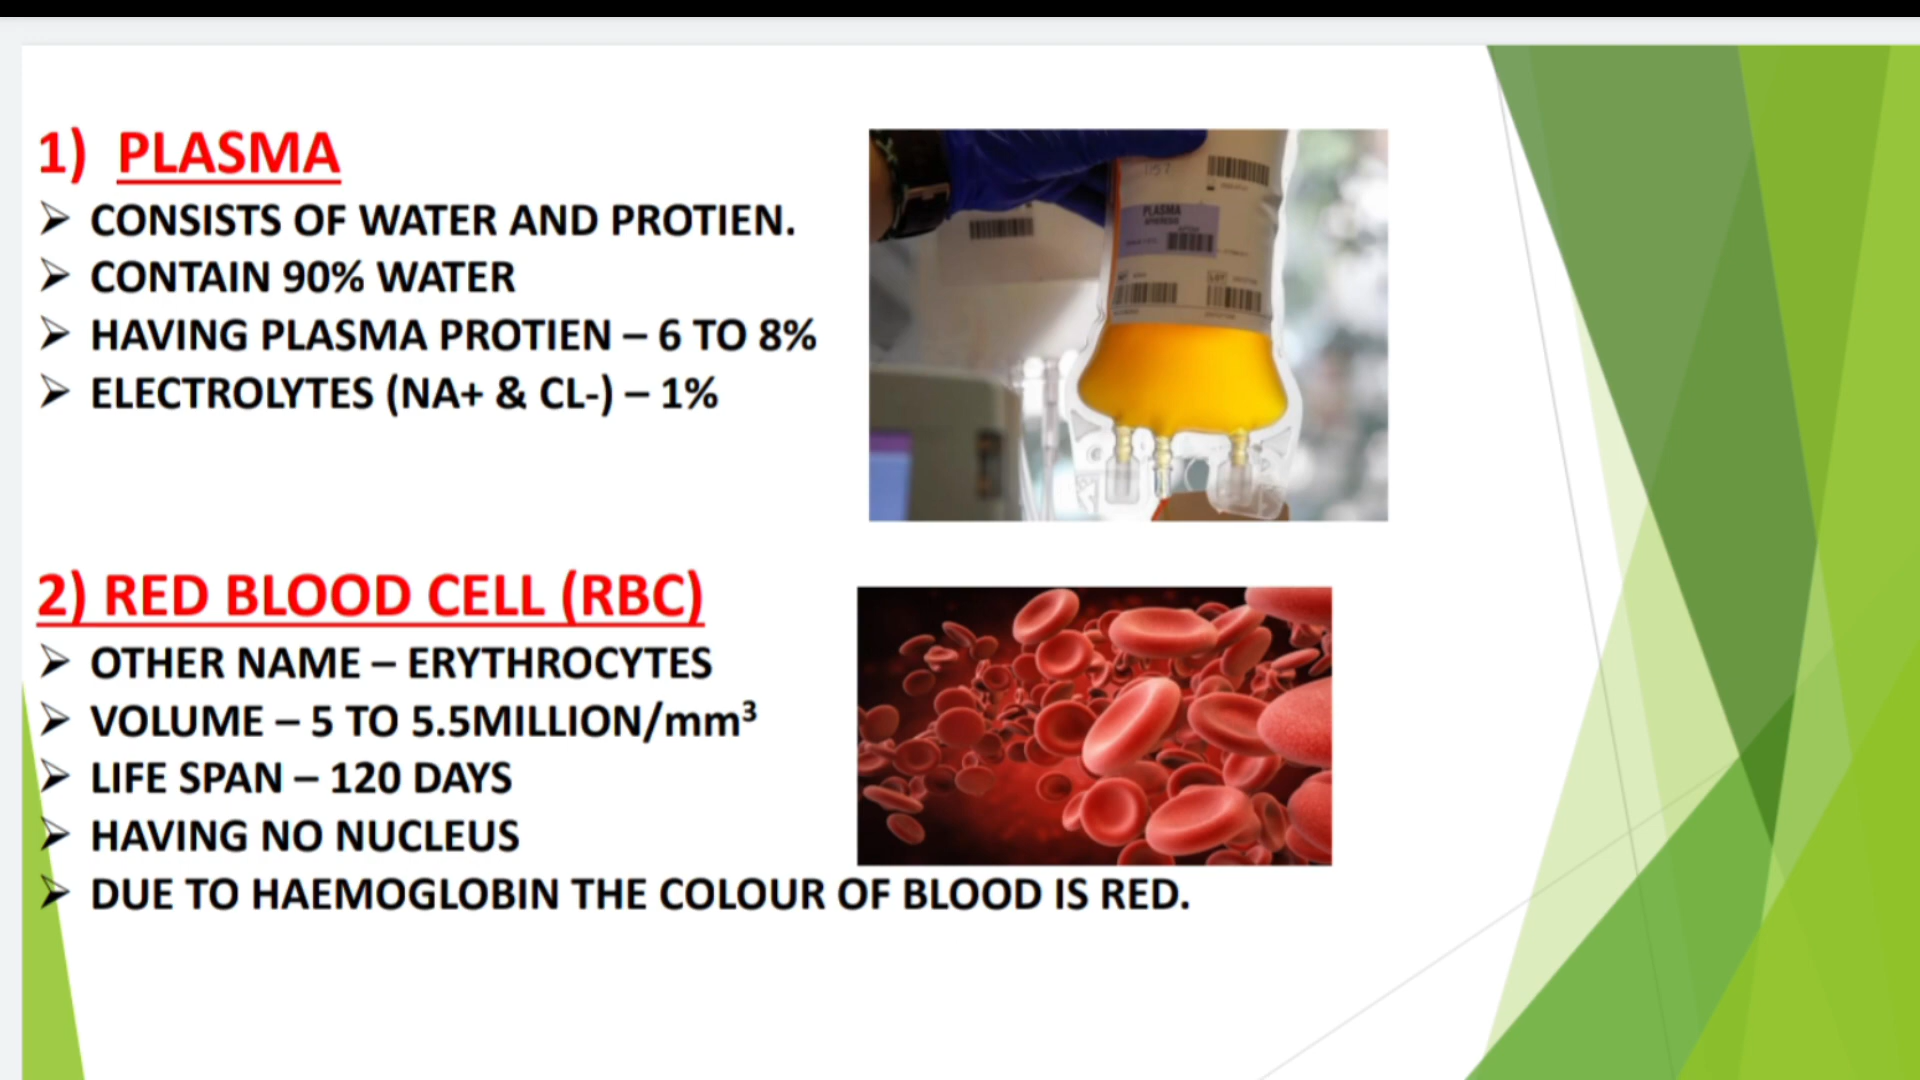 1) PLASMA
➢ CONSISTS OF WATER AND PROTIEN.
➢ CONTAIN 90% WATER
➢ HAVING PLASMA PROTIEN – 6 TO 8%
➢ ELECTROLYTES (NA+ & CL-) – 1%
PLASMA
LOT
2) RED BLOOD CELL (RBC)
➢ OTHER NAME – ERYTHROCYTES
➢ VOLUME – 5 TO 5.5MILLION/mm³
➢ LIFE SPAN – 120 DAYS
➢ HAVING NO NUCLEUS
➢ DUE TO HAEMOGLOBIN THE COLOUR OF BLOOD IS RED.